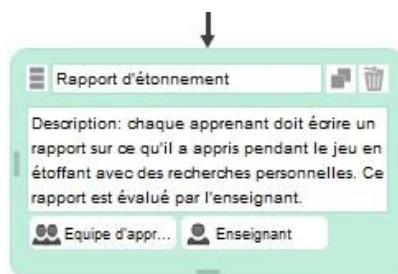 Rapport d'étonnement
Description: chaque apprenant doit écrire un
rapport sur ce qu'il a appris pendant le jeu en
étoffant avec des recherches personnelles. Ce
rapport est évalué par l'enseignant.
Equipe d'appr... Enseignant